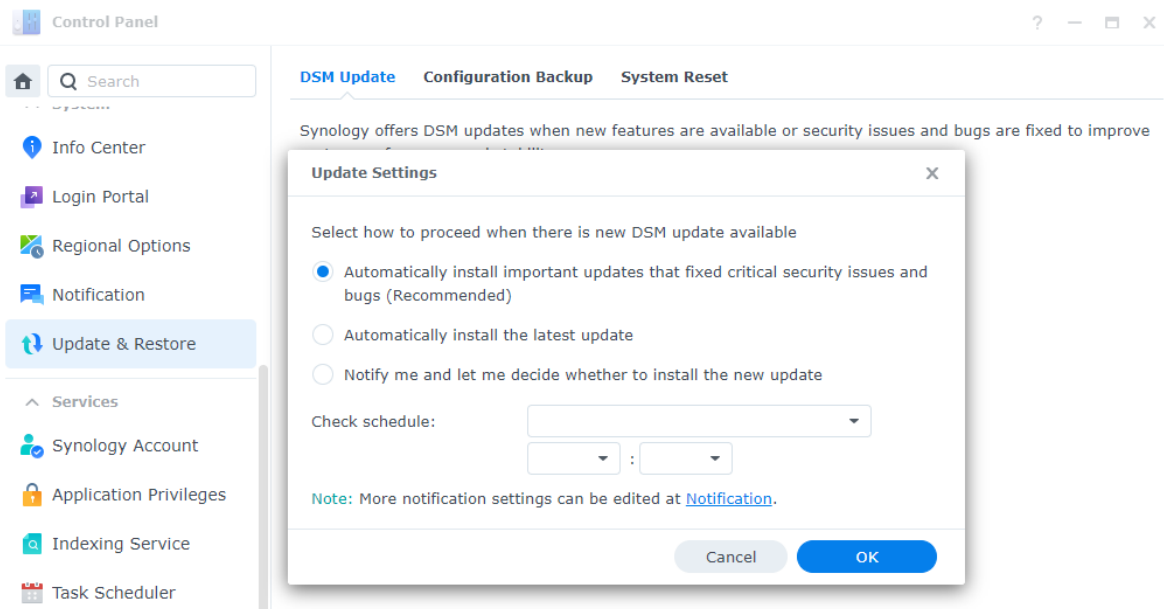 Control Panel
Search
DSM Update Configuration Backup System Reset
Synology offers DSM updates when new features are available or security issues and bugs are fixed to improve
Info Center
Login Portal
Regional Options
Notification
Update & Restore
Services
Synology Account
Application Privileges
Indexing Service
Task Scheduler
Update Settings
Select how to proceed when there is new DSM update available
Automatically install important updates that fixed critical security issues and
bugs (Recommended)
Automatically install the latest update
Notify me and let me decide whether to install the new update
Check schedule:
:
Note: More notification settings can be edited at Notification.
Cancel OK